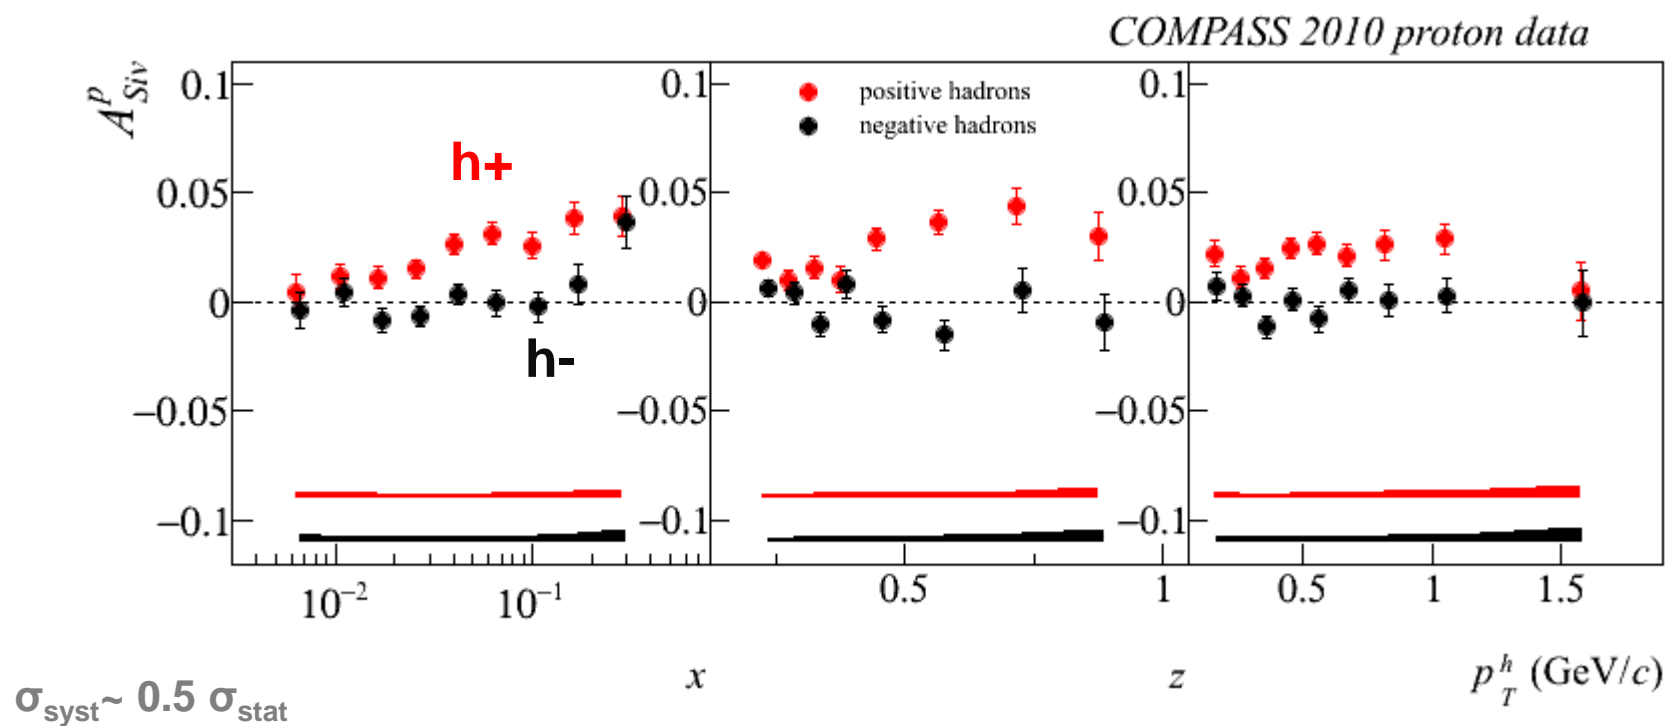 COMPASS 2010 proton data
A^p_Siv
0.1
0.05
0
−0.05
−0.1
h+
h-
10^−2
10^−1
x
0.1
0.05
0
−0.05
−0.1
positive hadrons
negative hadrons
0.5
1
z
0.1
0.05
0
−0.05
−0.1
0.5
1
1.5
p^h_T (GeV/c)
σsyst~ 0.5 σstat